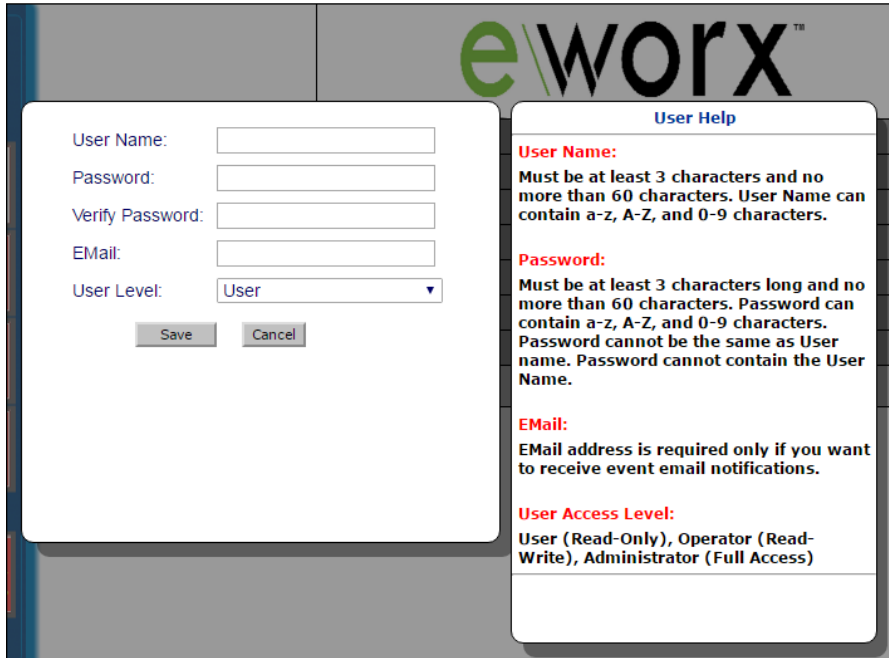 e\worx™
User Name:
Password:
Verify Password:
EMail:
User Level:
User
Save
Cancel
User Help
User Name:
Must be at least 3 characters and no
more than 60 characters. User Name can
contain a-z, A-Z, and 0-9 characters.
Password:
Must be at least 3 characters long and no
more than 60 characters. Password can
contain a-z, A-Z, and 0-9 characters.
Password cannot be the same as User
name. Password cannot contain the User
Name.
EMail:
EMail address is required only if you want
to receive event email notifications.
User Access Level:
User (Read-Only), Operator (Read-
Write), Administrator (Full Access)